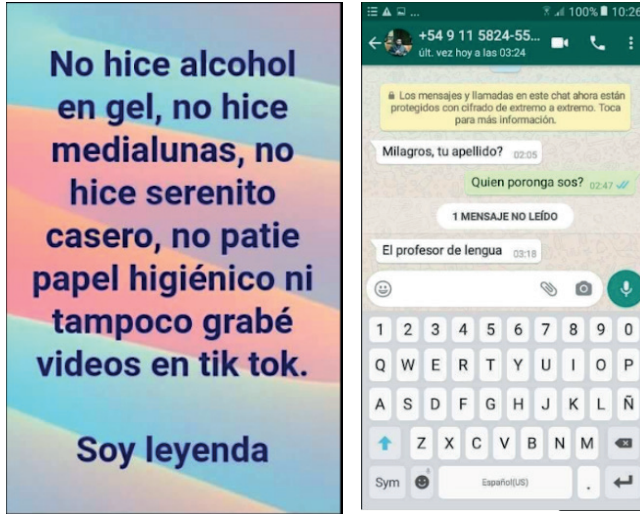 No hice alcohol
en gel, no hice
medialunas, no
hice serenito
casero, no patie
papel higiénico ni
tampoco grabé
videos en tik tok.
Soy leyenda
... 100% 10:26
+54 9 11 5824-55...
últ. vez hoy a las 03:24
Los mensajes y llamadas en este chat ahora están
protegidos con cifrado de extremo a extremo. Toca
para más información.
Milagros, tu apellido? 02:05
Quien poronga sos? 02:47
1 MENSAJE NO LEÍDO
El profesor de lengua 03:18
1 2 3 4 5 6 7 8 9 0
Q W E R T Y U I O P
A S D F G H J K L Ñ
Z X C V B N M
Sym Español(US) .